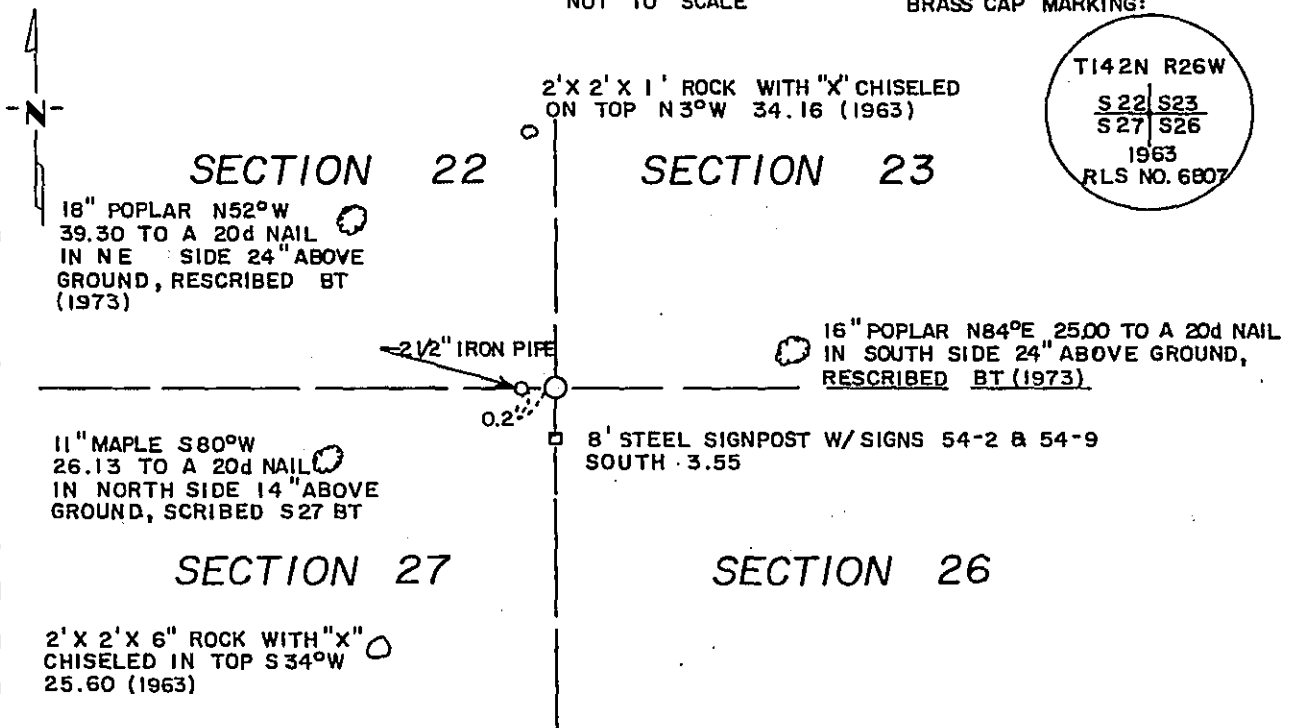 NOT TO SCALE
BRASS CAP MARKING:
T142N R26W
S 22 S23
S 27 S26
1963
RLS NO. 6807
-N-
2'X 2'X 1' ROCK WITH "X" CHISELED
ON TOP N3°W 34.16 (1963)
SECTION 22
SECTION 23
18" POPLAR N52°W
39.30 TO A 20d NAIL
IN NE SIDE 24" ABOVE
GROUND, RESCRIBED BT
(1973)
2 1/2" IRON PIPE
16" POPLAR N84°E 25.00 TO A 20d NAIL
IN SOUTH SIDE 24" ABOVE GROUND,
RESCRIBED BT (1973)
0.2'
8' STEEL SIGNPOST W/ SIGNS 54-2 & 54-9
SOUTH 3.55
11" MAPLE S80°W
26.13 TO A 20d NAIL
IN NORTH SIDE 14" ABOVE
GROUND, SCRIBED S27 BT
SECTION 27
SECTION 26
2' X 2' X 6" ROCK WITH "X"
CHISELED IN TOP S34°W
25.60 (1963)